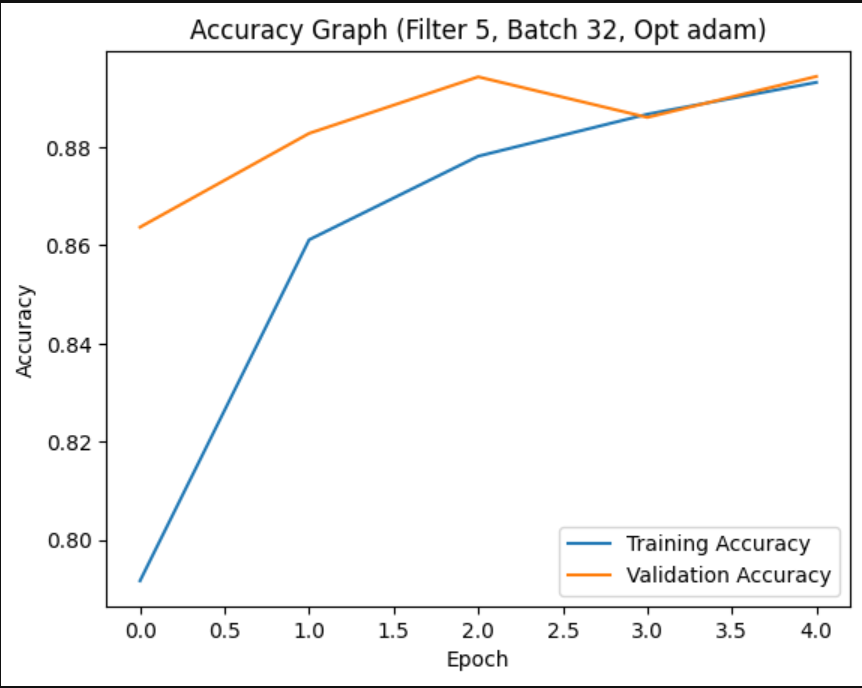 Accuracy Graph (Filter 5, Batch 32, Opt adam)
Accuracy
0.88
0.86
0.84
0.82
0.80
Training Accuracy
Validation Accuracy
0.0 0.5 1.0 1.5 2.0 2.5 3.0 3.5 4.0
Epoch